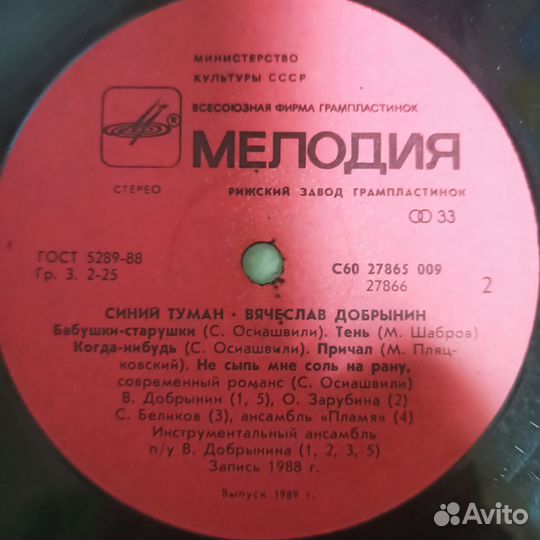 МИНИСТЕРСТВО
КУЛЬТУРЫ СССР
ВСЕСОЮЗНАЯ ФИРМА ГРАМПЛАСТИНОК
®
МЕЛОДИЯ
СТЕРЕО
РИЖСКИЙ ЗАВОД ГРАМПЛАСТИНОК
33
ГОСТ 5289-88
Гр. 3. 2-25
С60 27865 009
27866
2
СИНИЙ ТУМАН · ВЯЧЕСЛАВ ДОБРЫНИН
Бабушки-старушки (С. Осиашвили). Тень (М. Шабров)
Когда-нибудь (С. Осиашвили). Причал (М. Пляц-
ковский). Не сыпь мне соль на рану,
современный романс (С. Осиашвили)
В. Добрынин (1, 5), О. Зарубина (2)
С. Беликов (3), ансамбль «Пламя» (4)
Инструментальный ансамбль
п/у В. Добрынина (1, 2, 3, 5)
Запись 1988 г.
Выпуск 1989 г.
Avito